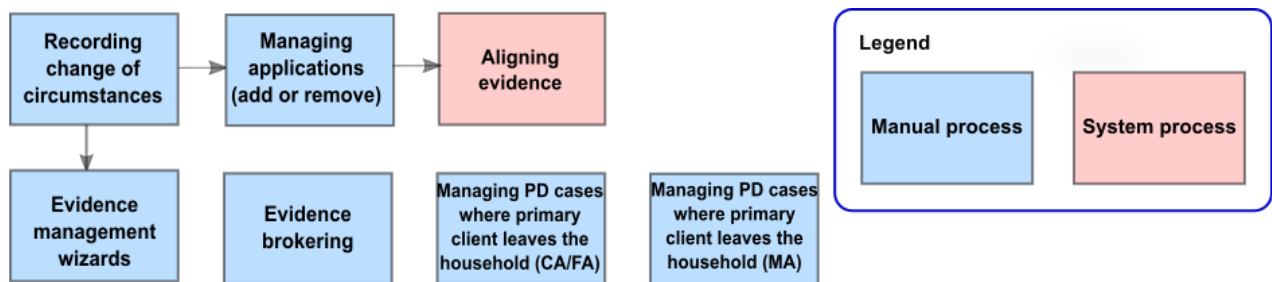 Recording
change of
circumstances
Managing
applications
(add or remove)
Aligning
evidence
Legend
Manual process
System process
Evidence
management
wizards
Evidence
brokering
Managing PD cases
where primary
client leaves the
household (CA/FA)
Managing PD cases
where primary
client leaves the
household (MA)